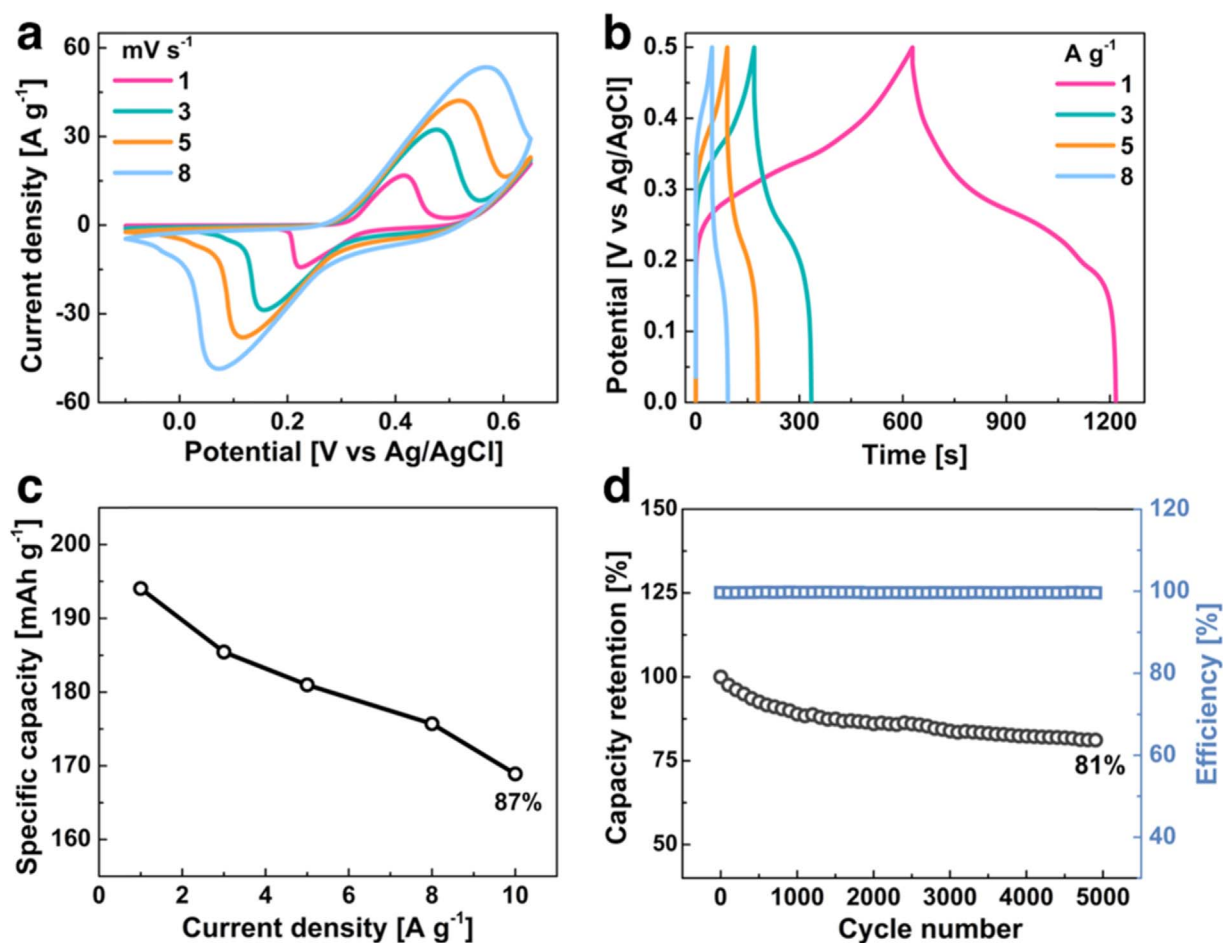 a
60
30
0
-30
-60
Current density [A g⁻¹]
mV s⁻¹
1
3
5
8
0.0 0.2 0.4 0.6
Potential [V vs Ag/AgCl]
b
0.5
0.4
0.3
0.2
0.1
0.0
Potential [V vs Ag/AgCl]
A g⁻¹
1
3
5
8
0 300 600 900 1200
Time [s]
c
200
190
180
170
160
Specific capacity [mAh g⁻¹]
87%
0 2 4 6 8 10
Current density [A g⁻¹]
d
150
125
100
75
50
Capacity retention [%]
81%
120
100
80
60
40
Efficiency [%]
0 1000 2000 3000 4000 5000
Cycle number